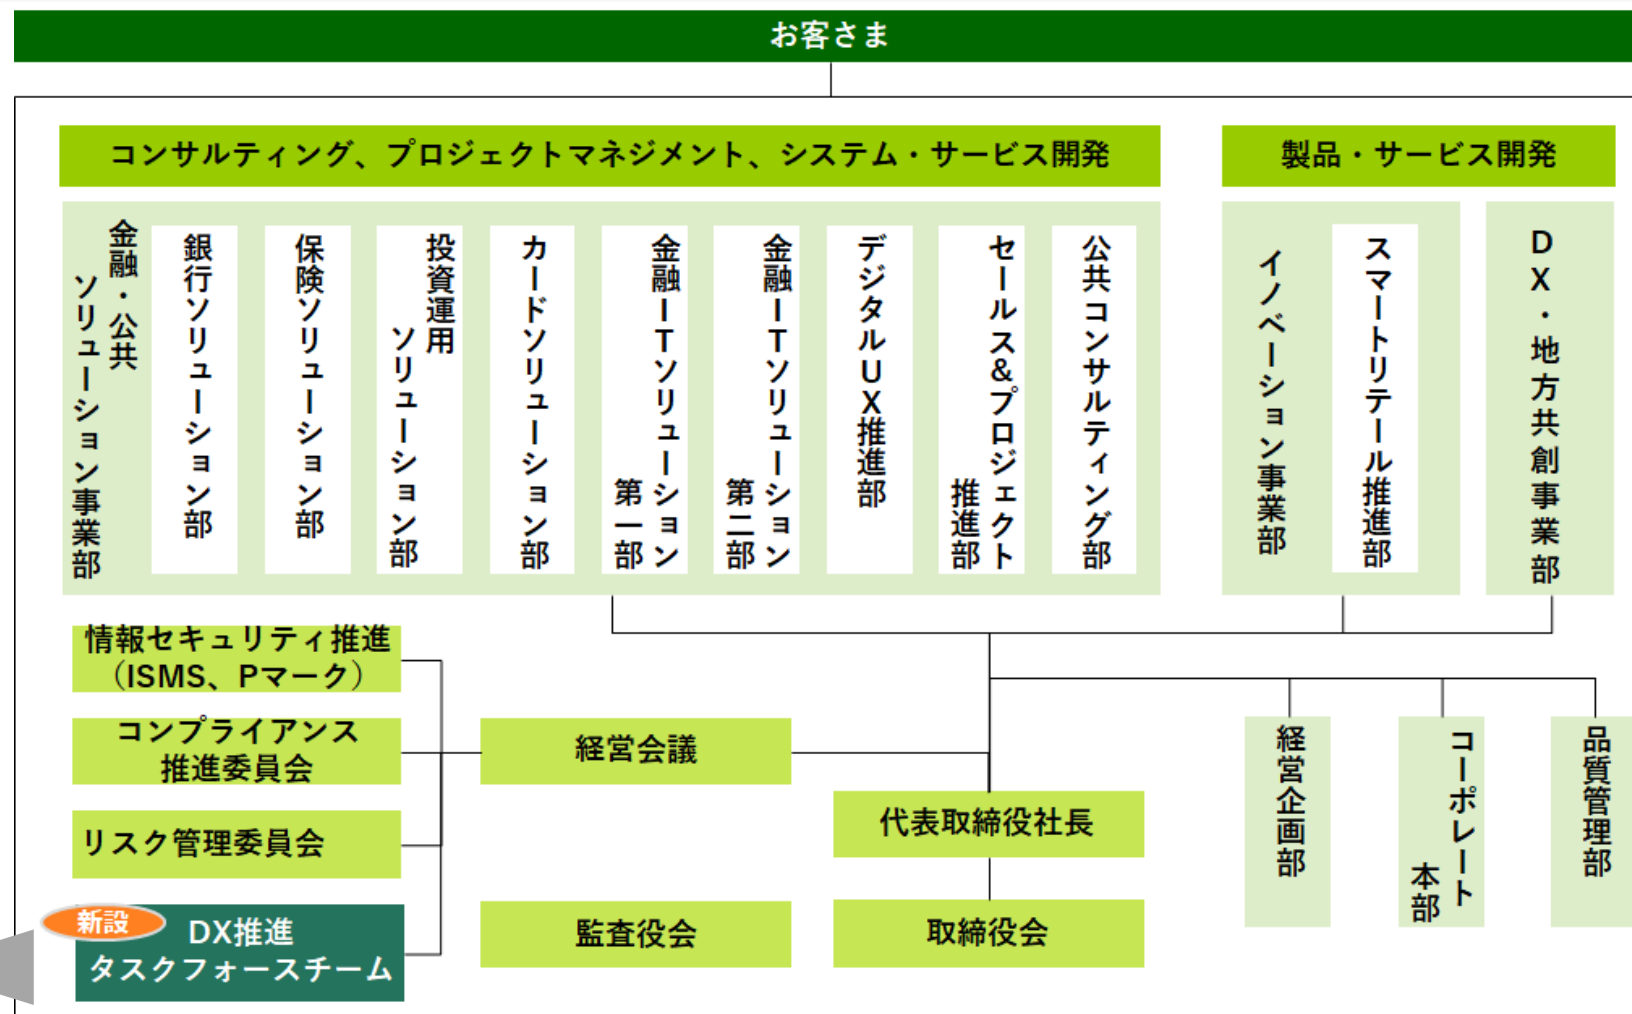 お客さま
コンサルティング、プロジェクトマネジメント、システム・サービス開発
製品・サービス開発
金融・公共
ソリューション事業部
銀行ソリューション部
保険ソリューション部
投資運用
ソリューション部
カードソリューション部
金融ITソリューション
第一部
金融ITソリューション
第二部
デジタルUX推進部
セールス&プロジェクト
推進部
公共コンサルティング部
イノベーション事業部
スマートリテール推進部
DX・地方共創事業部
情報セキュリティ推進
（ISMS、Pマーク）
コンプライアンス
推進委員会
リスク管理委員会
新設
DX推進
タスクフォースチーム
経営会議
監査役会
代表取締役社長
取締役会
経営企画部
コーポレート
本部
品質管理部